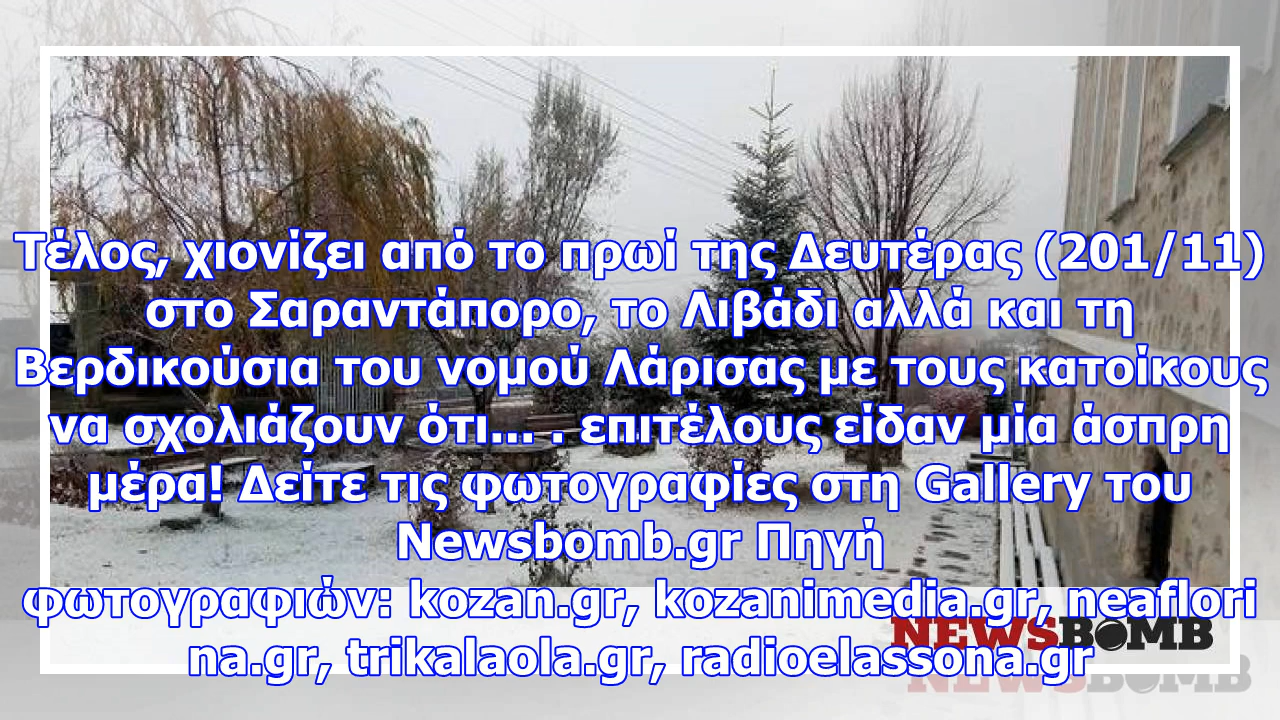 Τέλος, χιονίζει από το πρωί της Δευτέρας (201/11)
στο Σαραντάπορο, το Λιβάδι αλλά και τη
Βερδικούσια του νομού Λάρισας με τους κατοίκους
να σχολιάζουν ότι... . επιτέλους είδαν μία άσπρη
μέρα! Δείτε τις φωτογραφίες στη Gallery του
Newsbomb.gr Πηγή
φωτογραφιών: kozan.gr, kozanimedia.gr, neaflori
na.gr, trikalaola.gr, radioelassona.gr
NEWSBOMB
NEWSBOMB